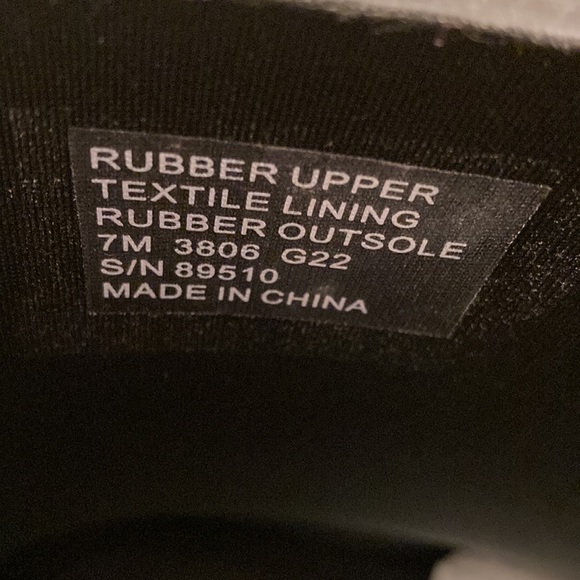 RUBBER UPPER
TEXTILE LINING
RUBBER OUTSOLE
7M 3806 G22
S/N 89510
MADE IN CHINA